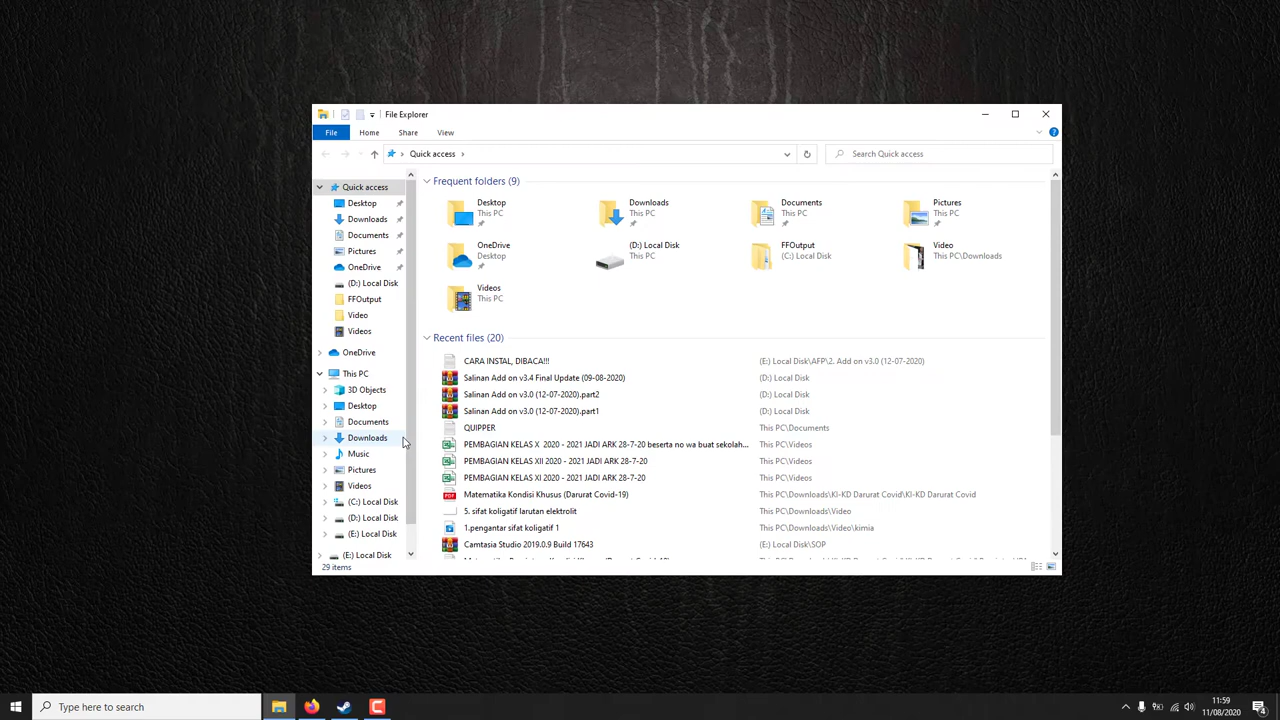 File Explorer
File
Home
Share
View
Quick access
Search Quick access
Quick access
Desktop
Downloads
Documents
Pictures
OneDrive
(D:) Local Disk
FFOutput
Video
Videos
OneDrive
This PC
3D Objects
Desktop
Documents
Downloads
Music
Pictures
Videos
(C:) Local Disk
(D:) Local Disk
(E:) Local Disk
(E:) Local Disk
Frequent folders (9)
Desktop
This PC
Downloads
This PC
Documents
This PC
Pictures
This PC
OneDrive
Desktop
(D:) Local Disk
This PC
FFOutput
(C:) Local Disk
Video
This PC\Downloads
Videos
This PC
Recent files (20)
CARA INSTAL, DIBACA!!! (E:) Local Disk\AFP\2. Add on v3.0 (12-07-2020)
Salinan Add on v3.4 Final Update (09-08-2020) (D:) Local Disk
Salinan Add on v3.0 (12-07-2020).part2 (D:) Local Disk
Salinan Add on v3.0 (12-07-2020).part1 (D:) Local Disk
QUIPPER This PC\Documents
PEMBAGIAN KELAS X 2020 - 2021 JADI ARK 28-7-20 beserta no wa buat sekolah... This PC\Videos
PEMBAGIAN KELAS XII 2020 - 2021 JADI ARK 28-7-20 This PC\Videos
PEMBAGIAN KELAS XI 2020 - 2021 JADI ARK 28-7-20 This PC\Videos
Matematika Kondisi Khusus (Darurat Covid-19) This PC\Downloads\KI-KD Darurat Covid\KI-KD Darurat Covid
5. sifat koligatif larutan elektrolit This PC\Downloads\Video
1.pengantar sifat koligatif 1 This PC\Downloads\Video\kimia
Camtasia Studio 2019.0.9 Build 17643 (E:) Local Disk\SOP
29 items
Type here to search
11:59
11/08/2020